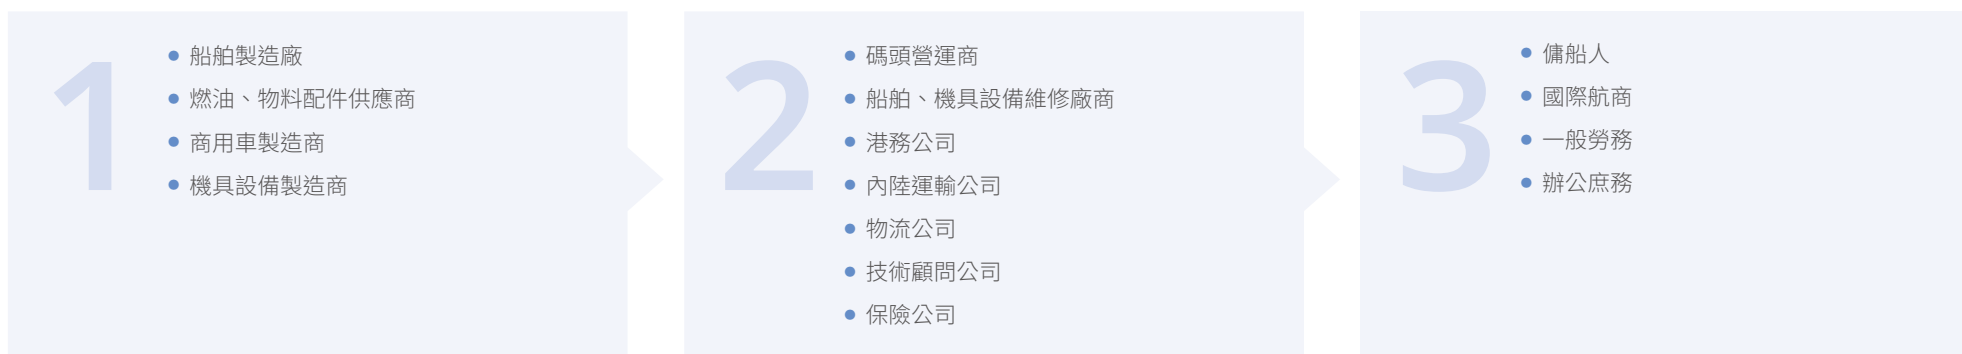 1
船舶製造廠
燃油、物料配件供應商
商用車製造商
機具設備製造商
2
碼頭營運商
船舶、機具設備維修廠商
港務公司
內陸運輸公司
物流公司
技術顧問公司
保險公司
3
傭船人
國際航商
一般勞務
辦公庶務